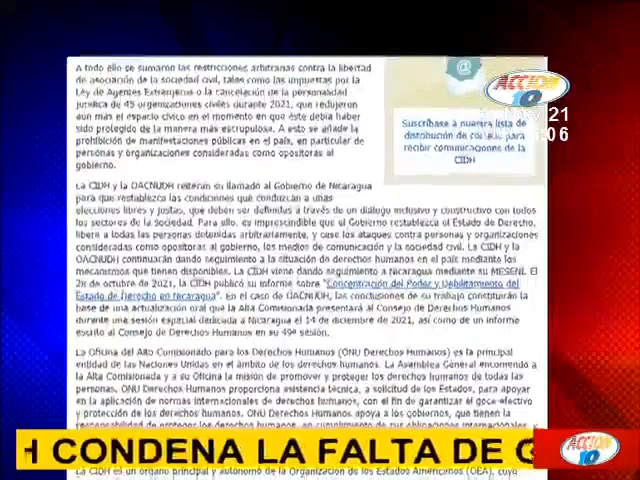 A todo ello se sumaron las restricciones arbitrarias contra la libertad
de asociación de la sociedad civil, tales como las impuestas por la
Ley de Agentes Extranjeros o la cancelación de la personalidad
jurídica de 45 organizaciones civiles durante 2021, que redujeron
aún más el espacio cívico en el momento en que éste debía haber
sido protegido de la manera más escrupulosa. A esto se añade la
prohibición de manifestaciones públicas en el país, en particular de
personas y organizaciones consideradas como opositoras al
gobierno.
@
ACCION
10
21
:06
Suscríbase a nuestra lista de
distribución de correo para
recibir comunicaciones de la
CIDH
La CIDH y la OACNUDH reiteran su llamado al Gobierno de Nicaragua
para que restablezca las condiciones que conduzcan a unas
elecciones libres y justas, que deben ser definidas a través de un diálogo inclusivo y constructivo con todos
los sectores de la sociedad. Para ello, es imprescindible que el Gobierno restablezca el Estado de Derecho,
libere a todas las personas detenidas arbitrariamente, y cese los ataques contra personas y organizaciones
consideradas como opositoras al gobierno, los medios de comunicación y la sociedad civil. La CIDH y la
OACNUDH continuarán dando seguimiento a la situación de derechos humanos en el país mediante los
mecanismos que tienen disponibles. La CIDH viene dando seguimiento a Nicaragua mediante su MESENI. El
28 de octubre de 2021, la CIDH publicó su informe sobre "Concentración del Poder y Debilitamiento del
Estado de Derecho en Nicaragua". En el caso de OACNUDH, las conclusiones de su trabajo constituirán la
base de una actualización oral que la Alta Comisionada presentará al Consejo de Derechos Humanos
durante una sesión especial dedicada a Nicaragua el 14 de diciembre de 2021, así como de un informe
escrito al Consejo de Derechos Humanos en su 49ª sesión.
La Oficina del Alto Comisionado para los Derechos Humanos (ONU Derechos Humanos) es la principal
entidad de las Naciones Unidas en el ámbito de los derechos humanos. La Asamblea General encomendó a
la Alta Comisionada y a su Oficina la misión de promover y proteger los derechos humanos de todas las
personas. ONU Derechos Humanos proporciona asistencia técnica, a solicitud de los Estados, para apoyar
en la aplicación de normas internacionales de derechos humanos, con el fin de garantizar el goce efectivo
y protección de los derechos humanos. ONU Derechos Humanos apoya a los gobiernos, que tienen la
responsabilidad de proteger los derechos humanos, en cumplimiento de sus obligaciones internacionales
H CONDENA LA FALTA DE G
ACCION
10
La CIDH es un órgano principal y autónomo de la Organización de los Estados Americanos (OEA), cuyo